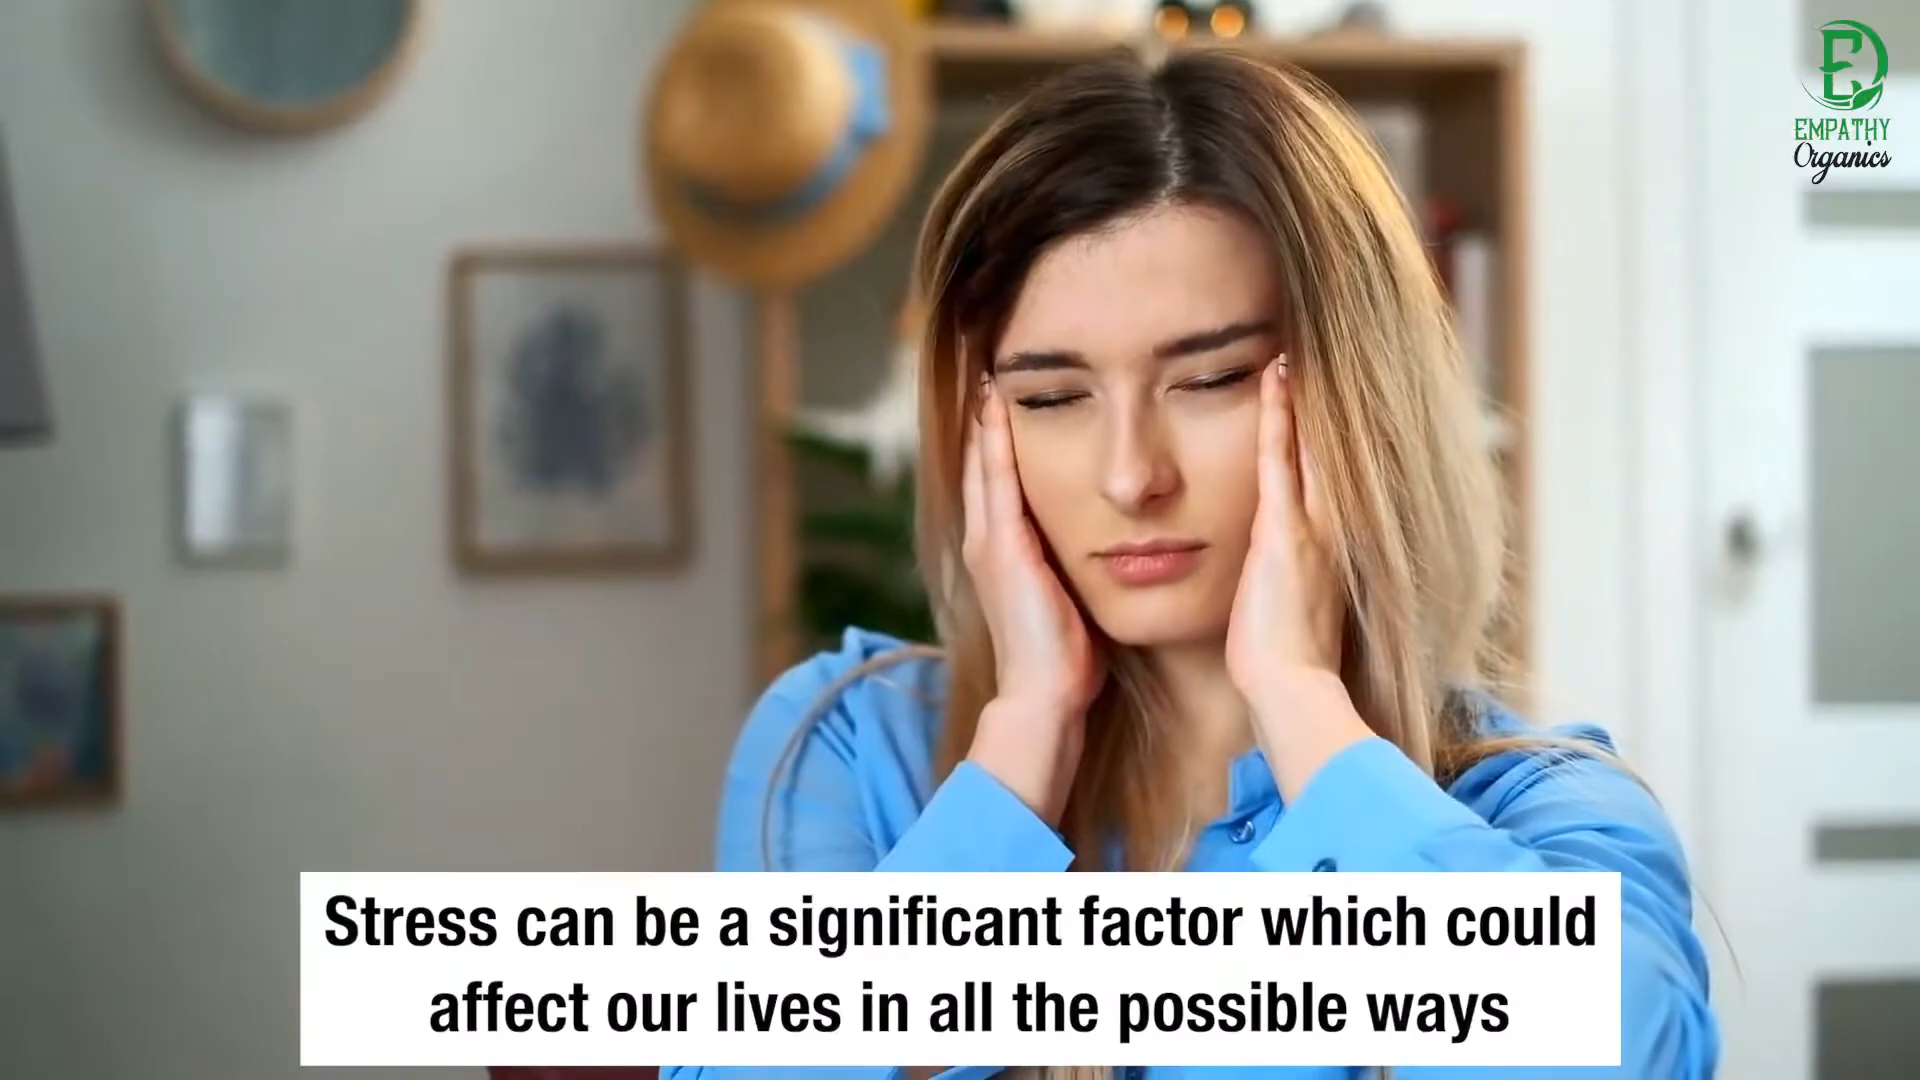 EMPATHY
Organics
Stress can be a significant factor which could
affect our lives in all the possible ways